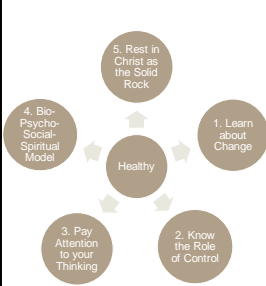 5. Rest in
Christ as
the Solid
Rock
4. Bio-
Psycho-
Social-
Spiritual
Model
1. Learn
about
Change
Healthy
3. Pay
Attention
to your
Thinking
2. Know
the Role
of Control